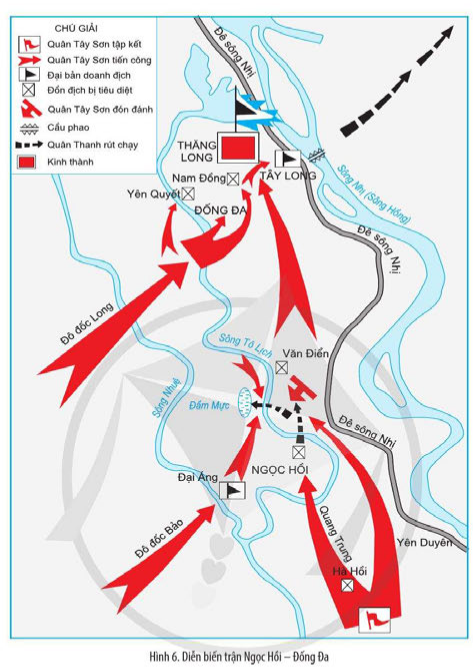 CHÚ GIẢI
Quân Tây Sơn tập kết
Quân Tây Sơn tiến công
Đại bản doanh địch
Đồn địch bị tiêu diệt
Quân Tây Sơn đón đánh
Cầu phao
Quân Thanh rút chạy
Kinh thành
Đê sông Nhị
THĂNG
LONG
Nam Đồng
TÂY LONG
Yên Quyết
ĐỐNG ĐA
Sông Nhị (Sông Hồng)
Đê sông Nhị
Đô đốc Long
Sông Tô Lịch
Văn Điển
Sông Nhuệ
Đầm Mực
Đê sông Nhị
NGỌC HỒI
Đại Áng
Đô đốc Bảo
Quang Trung
Yên Duyên
Hà Hồi
Hình 6. Diễn biến trận Ngọc Hồi – Đống Đa